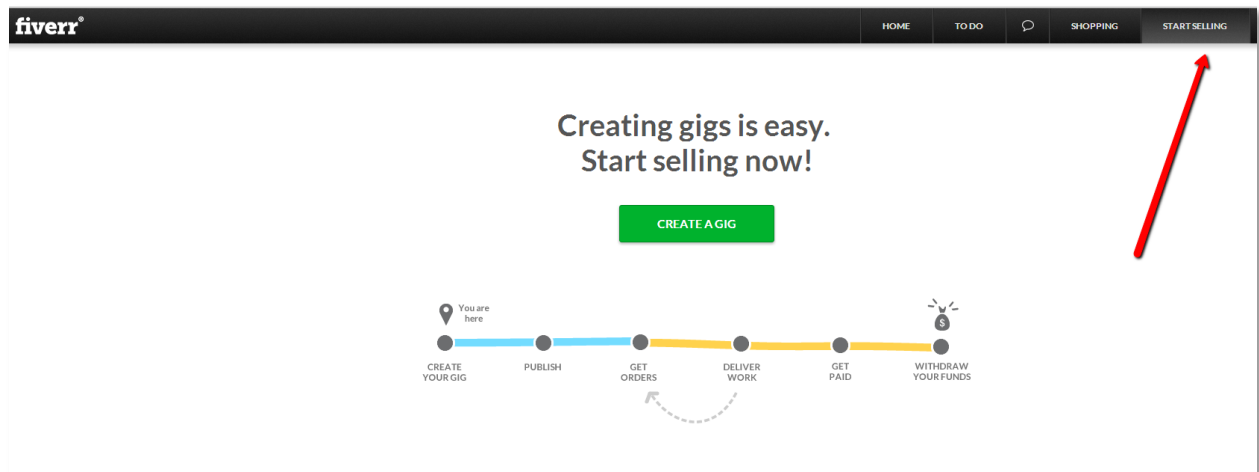 fiverr®
HOME TO DO SHOPPING START SELLING
Creating gigs is easy.
Start selling now!
CREATE A GIG
You are
here
$
CREATE
YOUR GIG
PUBLISH
GET
ORDERS
DELIVER
WORK
GET
PAID
WITHDRAW
YOUR FUNDS